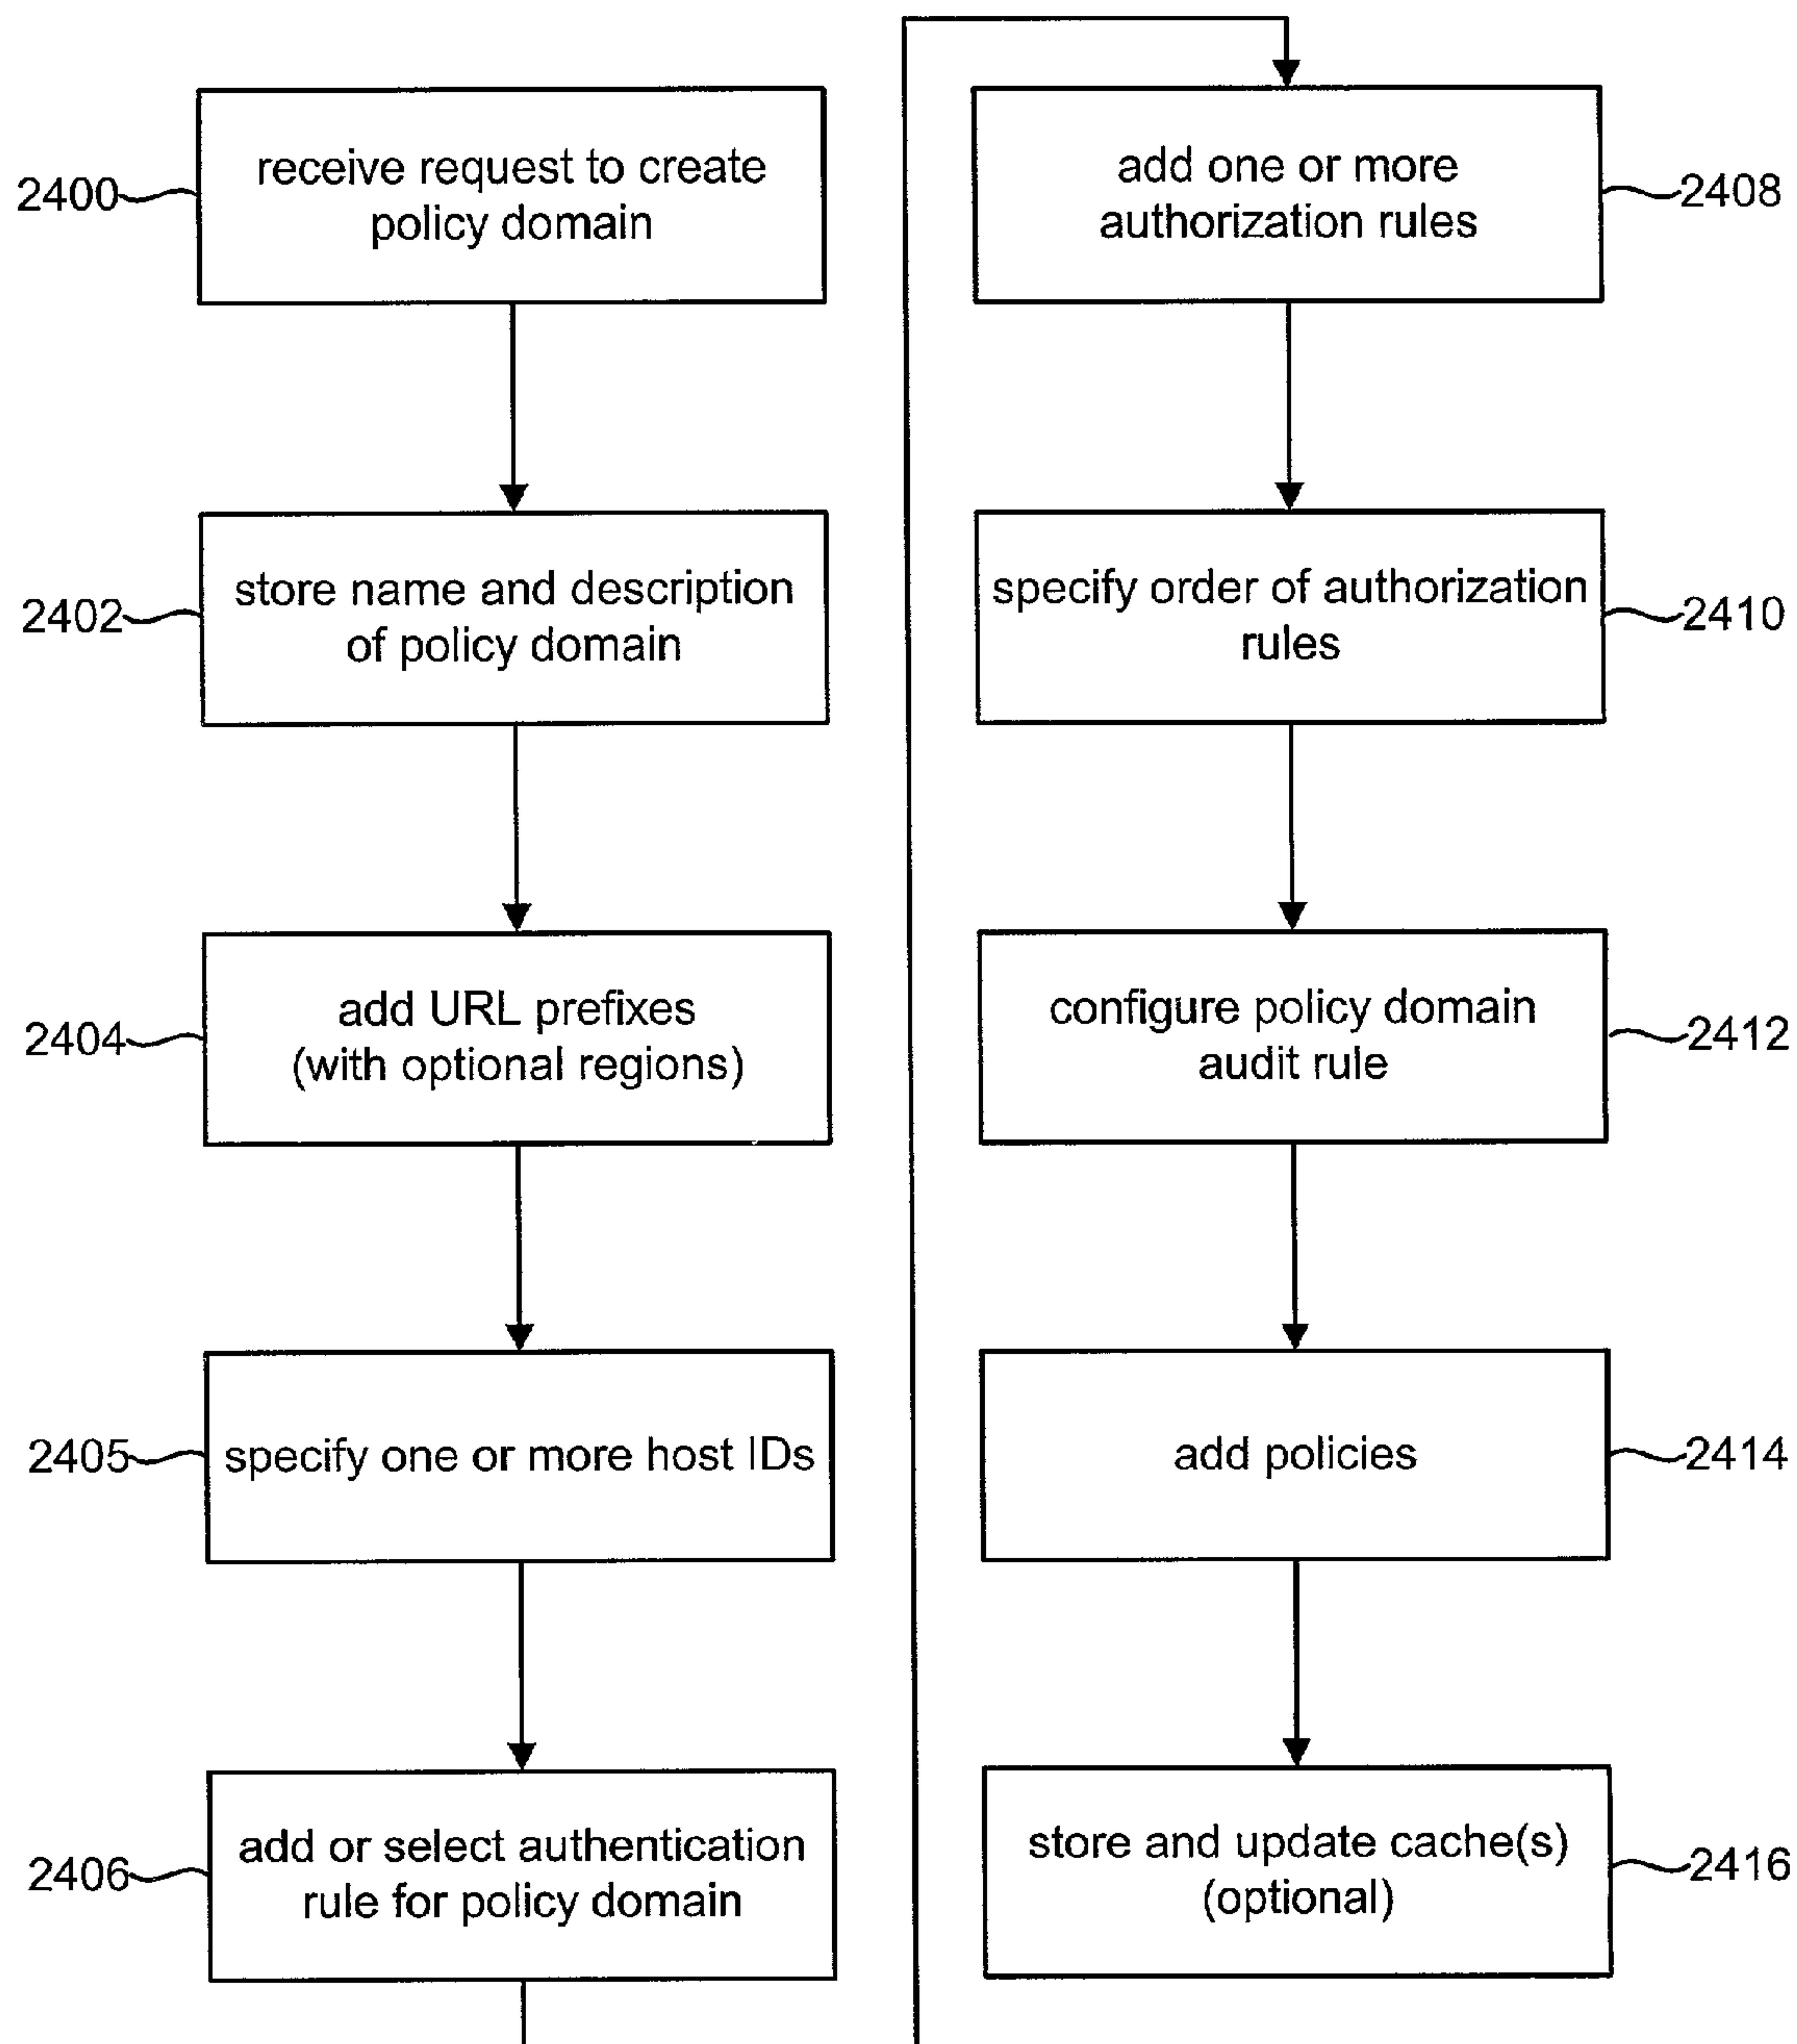 receive request to create
policy domain
2400
store name and description
of policy domain
2402
add URL prefixes
(with optional regions)
2404
specify one or more host IDs
2405
add or select authentication
rule for policy domain
2406
add one or more
authorization rules
2408
specify order of authorization
rules
2410
configure policy domain
audit rule
2412
add policies
2414
store and update cache(s)
(optional)
2416